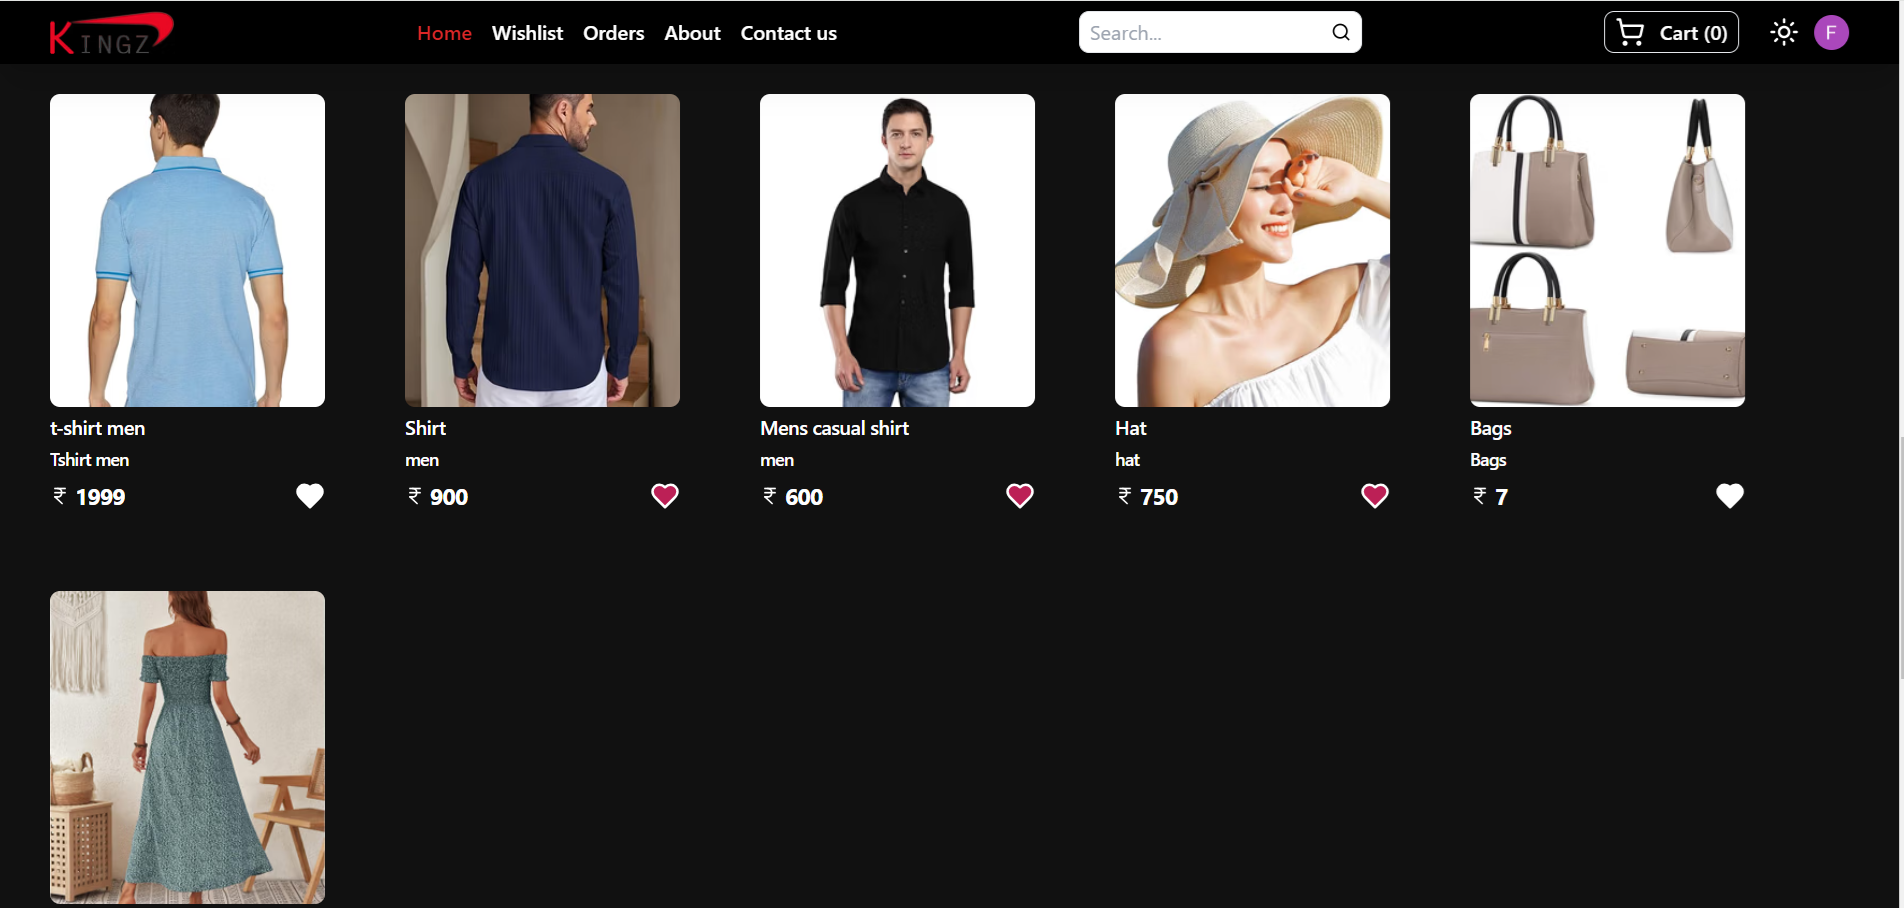 KINGZ
Home Wishlist Orders About Contact us
Search...
Cart (0)
F
t-shirt men
Tshirt men
₹ 1999
Shirt
men
₹ 900
Mens casual shirt
men
₹ 600
Hat
hat
₹ 750
Bags
Bags
₹ 7